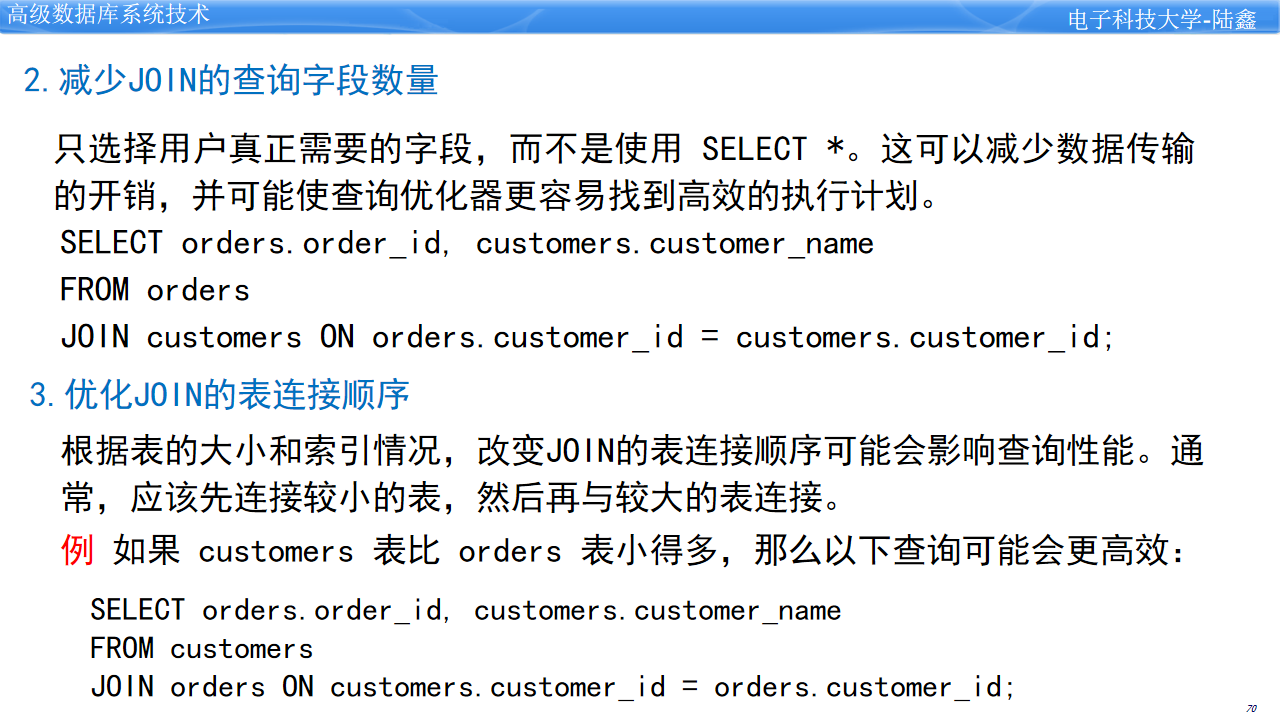 高级数据库系统技术
电子科技大学-陆鑫
2.减少JOIN的查询字段数量
只选择用户真正需要的字段，而不是使用 SELECT *。这可以减少数据传输
的开销，并可能使查询优化器更容易找到高效的执行计划。
SELECT orders.order_id, customers.customer_name
FROM orders
JOIN customers ON orders.customer_id = customers.customer_id;
3.优化JOIN的表连接顺序
根据表的大小和索引情况，改变JOIN的表连接顺序可能会影响查询性能。通
常，应该先连接较小的表，然后再与较大的表连接。
例 如果 customers 表比 orders 表小得多，那么以下查询可能会更高效：
SELECT orders.order_id, customers.customer_name
FROM customers
JOIN orders ON customers.customer_id = orders.customer_id;
70